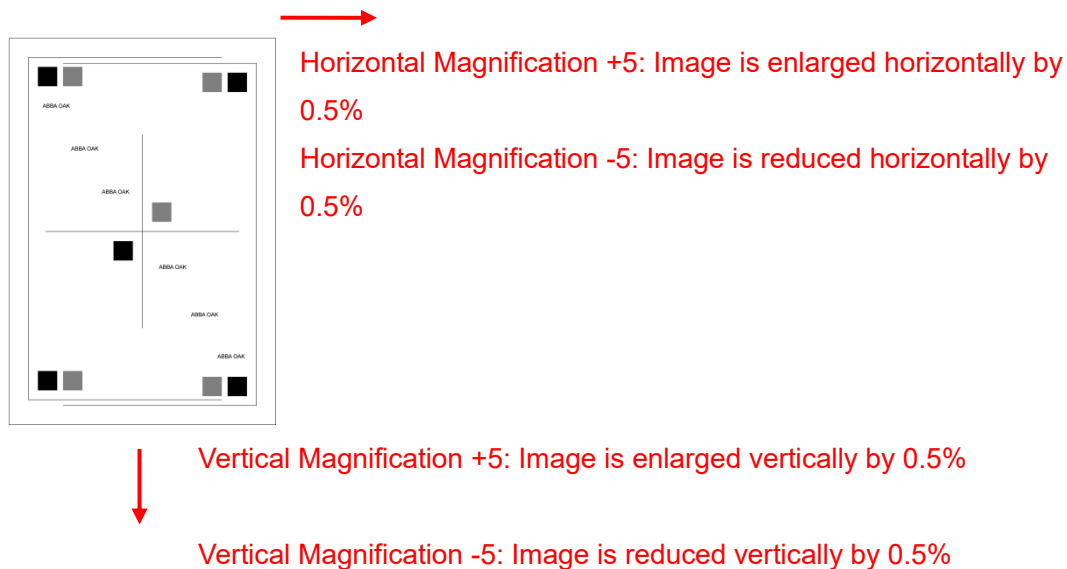 Horizontal Magnification +5: Image is enlarged horizontally by
0.5%
Horizontal Magnification -5: Image is reduced horizontally by
0.5%
ABBA OAK
ABBA OAK
ABBA OAK
ABBA OAK
ABBA OAK
ABBA OAK
Vertical Magnification +5: Image is enlarged vertically by 0.5%
Vertical Magnification -5: Image is reduced vertically by 0.5%